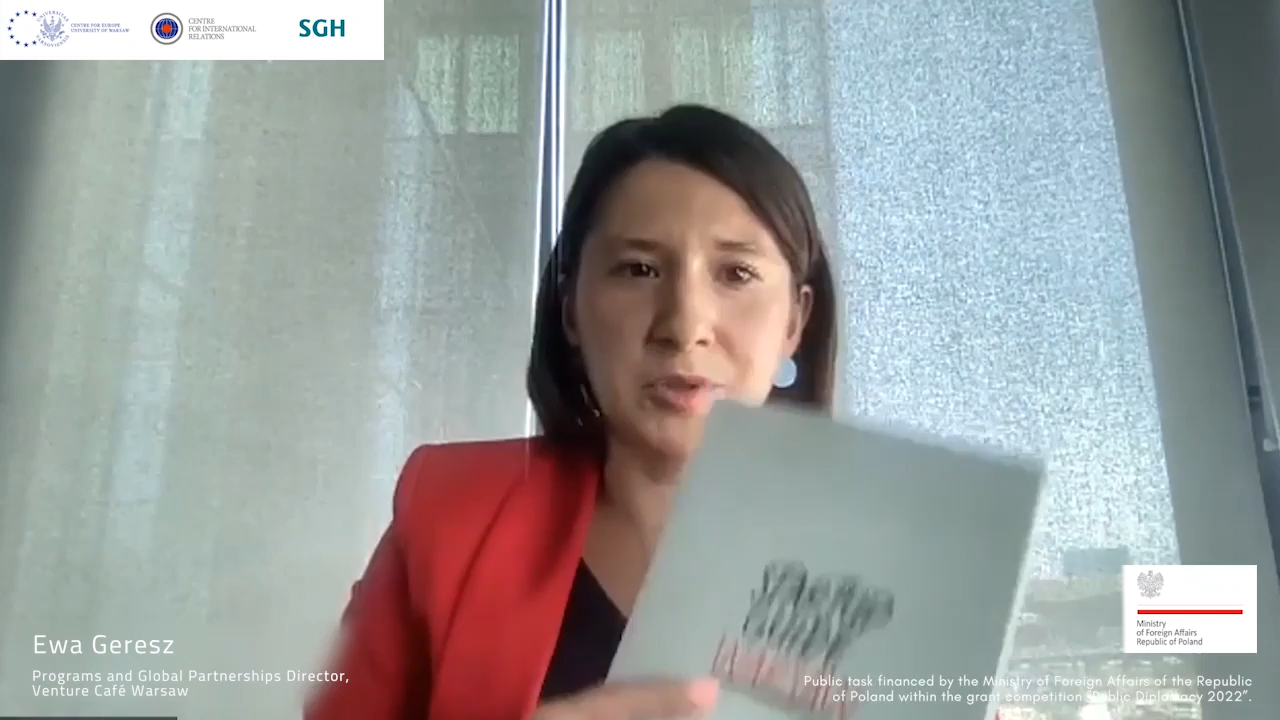 CENTRE FOR EUROPE
UNIVERSITY OF WARSAW
CENTRE
FOR INTERNATIONAL
RELATIONS
SGH
Ewa Geresz
Programs and Global Partnerships Director,
Venture Café Warsaw
Ministry
of Foreign Affairs
Republic of Poland
Public task financed by the Ministry of Foreign Affairs of the Republic
of Poland within the grant competition "Public Diplomacy 2022".